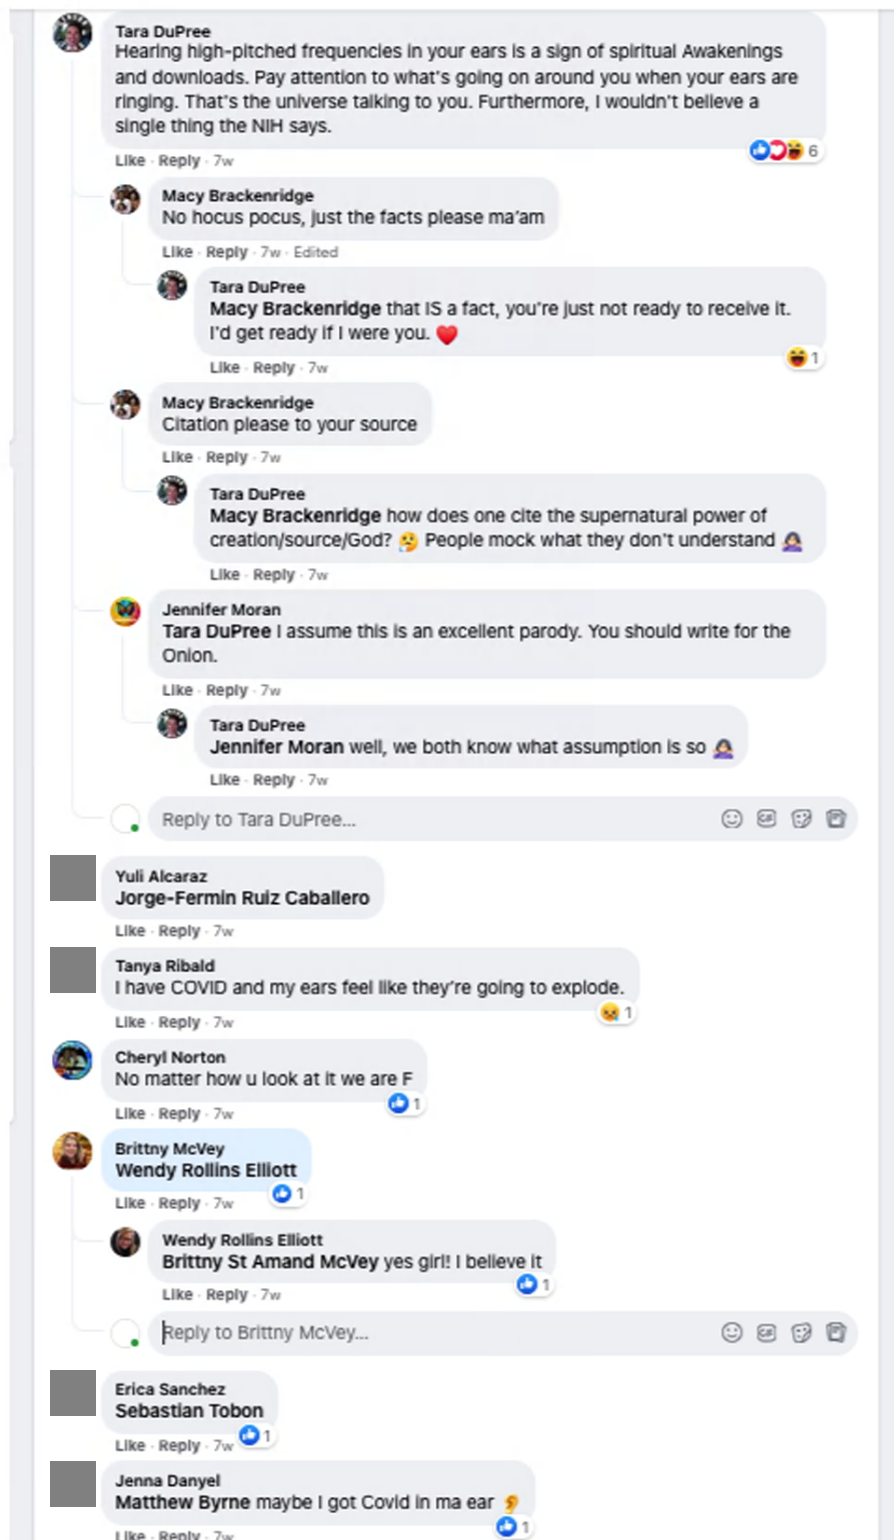 Tara DuPree
Hearing high-pitched frequencies in your ears is a sign of spiritual Awakenings
and downloads. Pay attention to what's going on around you when your ears are
ringing. That's the universe talking to you. Furthermore, I wouldn't believe a
single thing the NIH says.
6
Like · Reply · 7w
Macy Brackenridge
No hocus pocus, just the facts please ma'am
Like · Reply · 7w · Edited
Tara DuPree
Macy Brackenridge that IS a fact, you're just not ready to receive it.
I'd get ready if I were you. ❤️
😆 1
Like · Reply · 7w
Macy Brackenridge
Citation please to your source
Like · Reply · 7w
Tara DuPree
Macy Brackenridge how does one cite the supernatural power of
creation/source/God? 🤔 People mock what they don't understand 🤷🏻‍♀️
Like · Reply · 7w
Jennifer Moran
Tara DuPree I assume this is an excellent parody. You should write for the
Onion.
Like · Reply · 7w
Tara DuPree
Jennifer Moran well, we both know what assumption is so 🤷🏻‍♀️
Like · Reply · 7w
Reply to Tara DuPree...
Yuli Alcaraz
Jorge-Fermin Ruiz Caballero
Like · Reply · 7w
Tanya Ribald
I have COVID and my ears feel like they're going to explode.
1
Like · Reply · 7w
Cheryl Norton
No matter how u look at it we are F
1
Like · Reply · 7w
Brittny McVey
Wendy Rollins Elliott
1
Like · Reply · 7w
Wendy Rollins Elliott
Brittny St Amand McVey yes girl! I believe it
1
Like · Reply · 7w
Reply to Brittny McVey...
Erica Sanchez
Sebastian Tobon
Like · Reply · 7w 1
Jenna Danyel
Matthew Byrne maybe I got Covid in ma ear 👂
1
Like · Reply · 7w